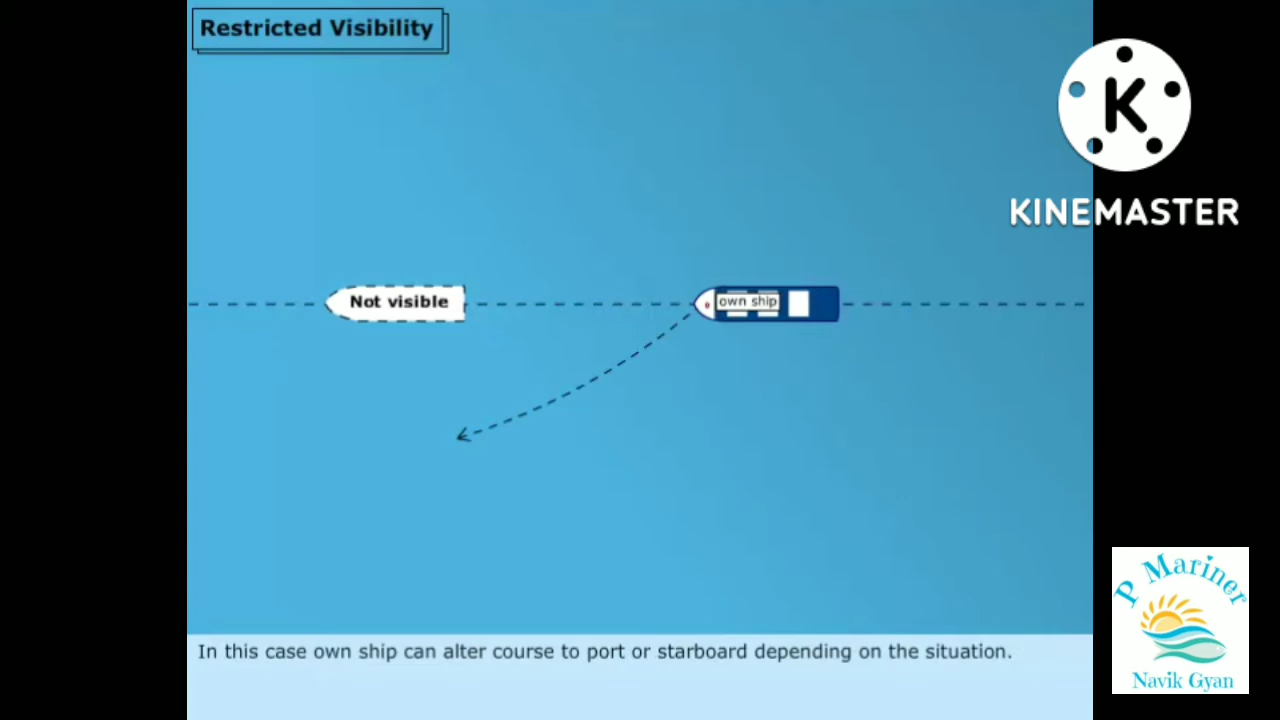 Restricted Visibility
K
KINEMASTER
Not visible
own ship
In this case own ship can alter course to port or starboard depending on the situation.
P Mariner
Navik Gyan